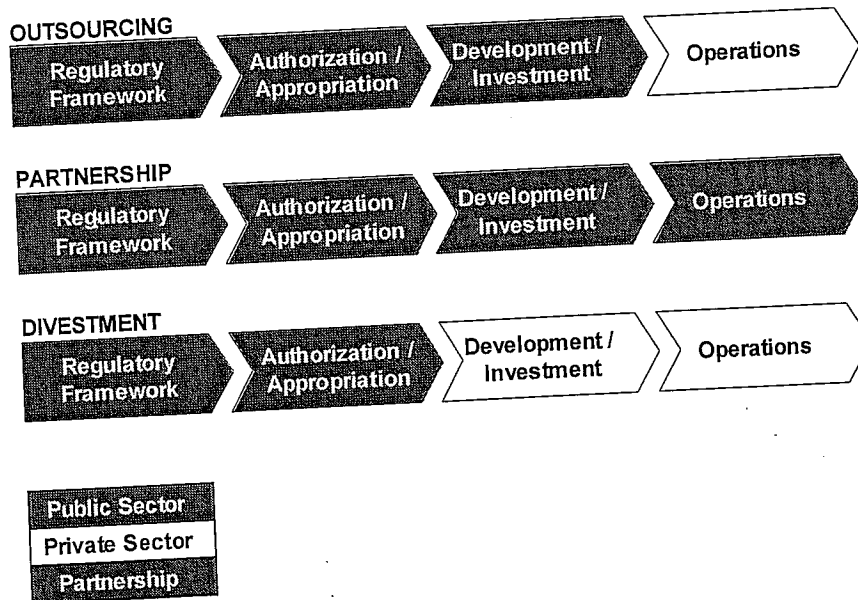 OUTSOURCING
Regulatory
Framework
Authorization /
Appropriation
Development /
Investment
Operations
PARTNERSHIP
Regulatory
Framework
Authorization /
Appropriation
Development /
Investment
Operations
DIVESTMENT
Regulatory
Framework
Authorization /
Appropriation
Development /
Investment
Operations
Public Sector
Private Sector
Partnership